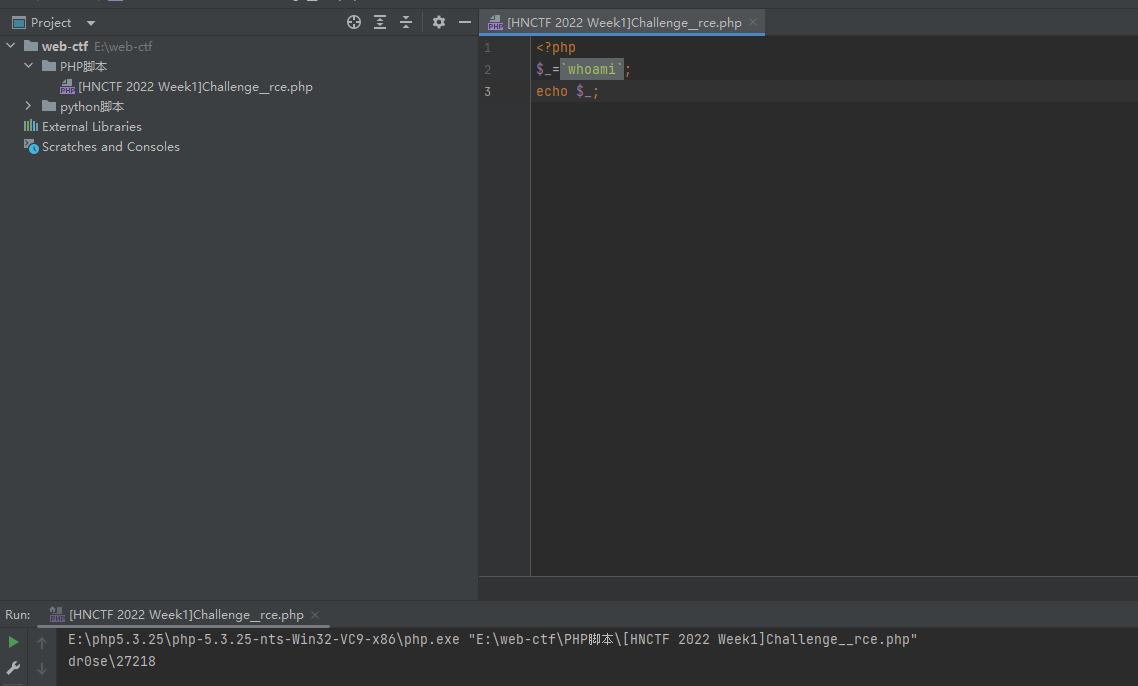 Project
[HNCTF 2022 Week1]Challenge__rce.php
web-ctf E:\web-ctf
PHP脚本
[HNCTF 2022 Week1]Challenge__rce.php
python脚本
External Libraries
Scratches and Consoles
1 <?php
2 $_=`whoami`;
3 echo $_;
Run: [HNCTF 2022 Week1]Challenge__rce.php
E:\php5.3.25\php-5.3.25-nts-Win32-VC9-x86\php.exe "E:\web-ctf\PHP脚本\[HNCTF 2022 Week1]Challenge__rce.php"
dr0se\27218